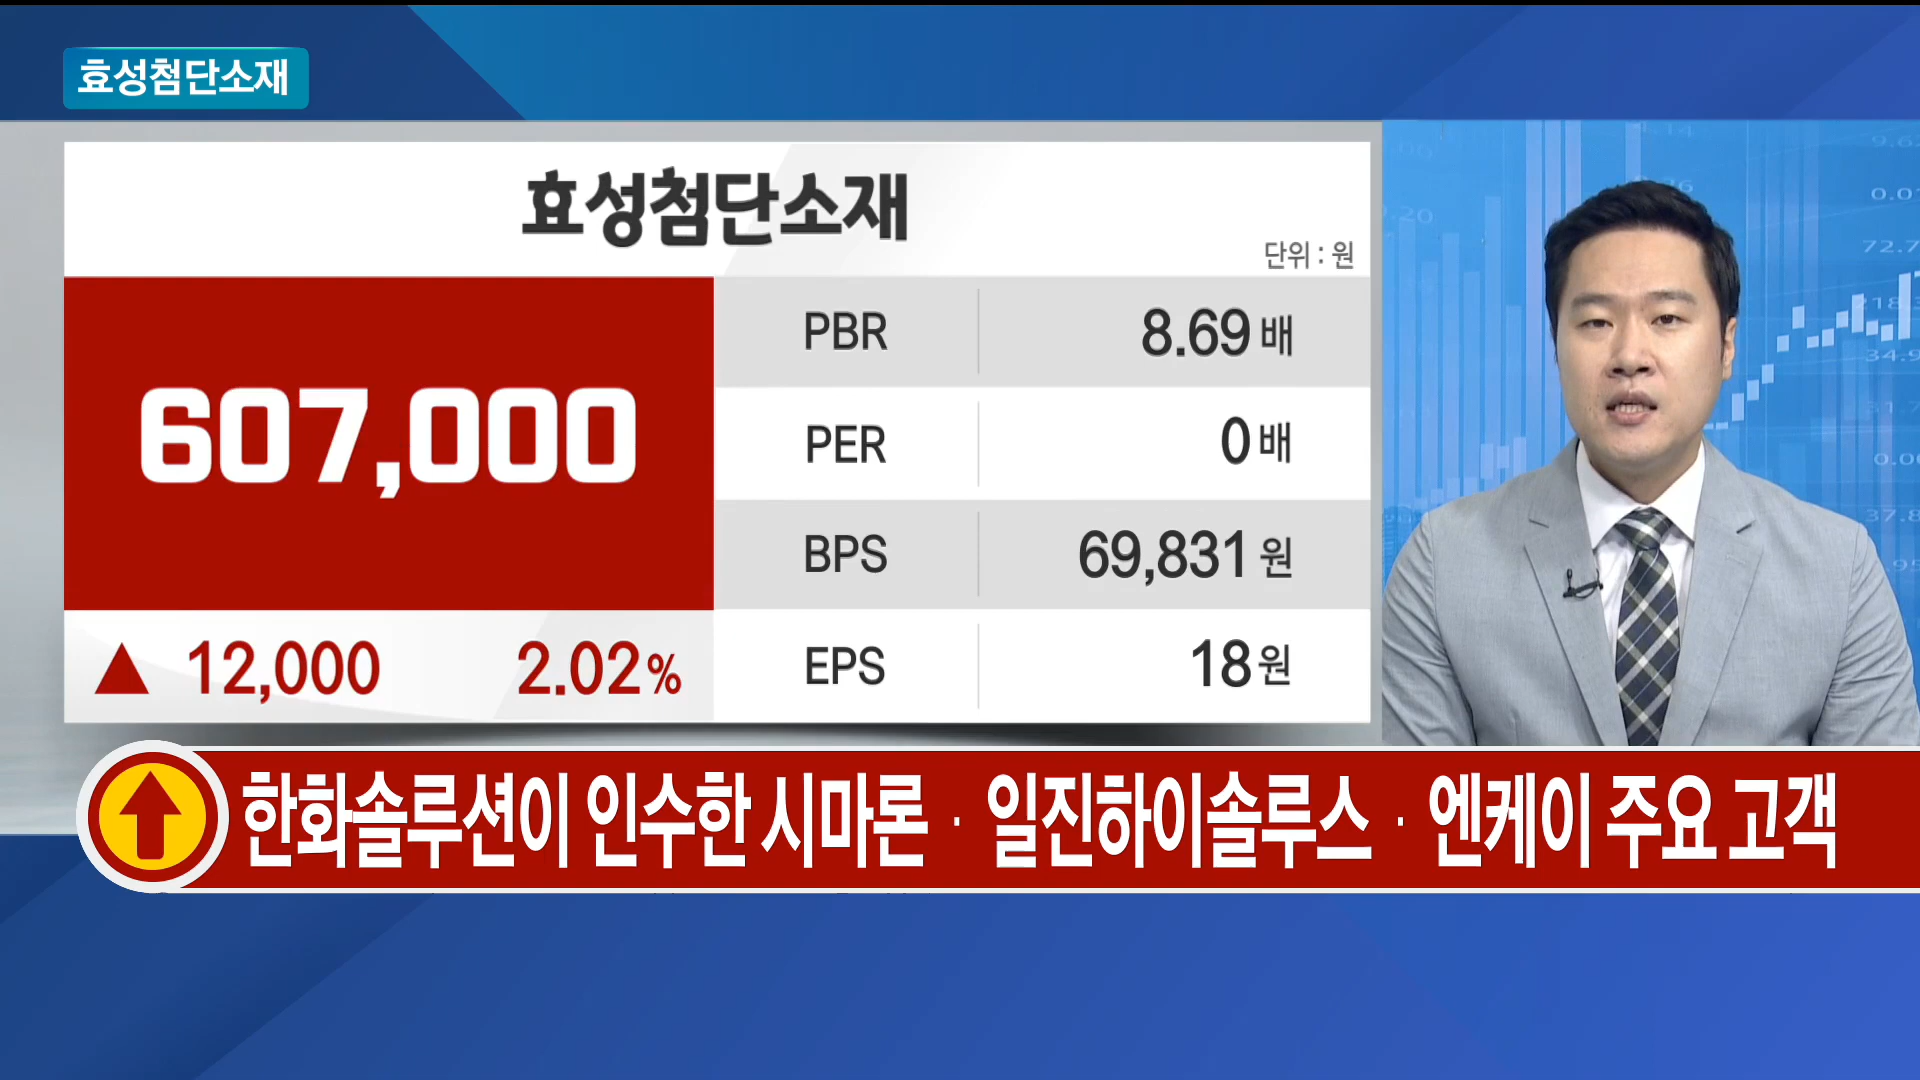 효성첨단소재
효성첨단소재
단위 : 원
607,000
▲ 12,000 2.02%
PBR 8.69 배
PER 0 배
BPS 69,831 원
EPS 18 원
한화솔루션이 인수한 시마론 · 일진하이솔루스 · 엔케이 주요 고객